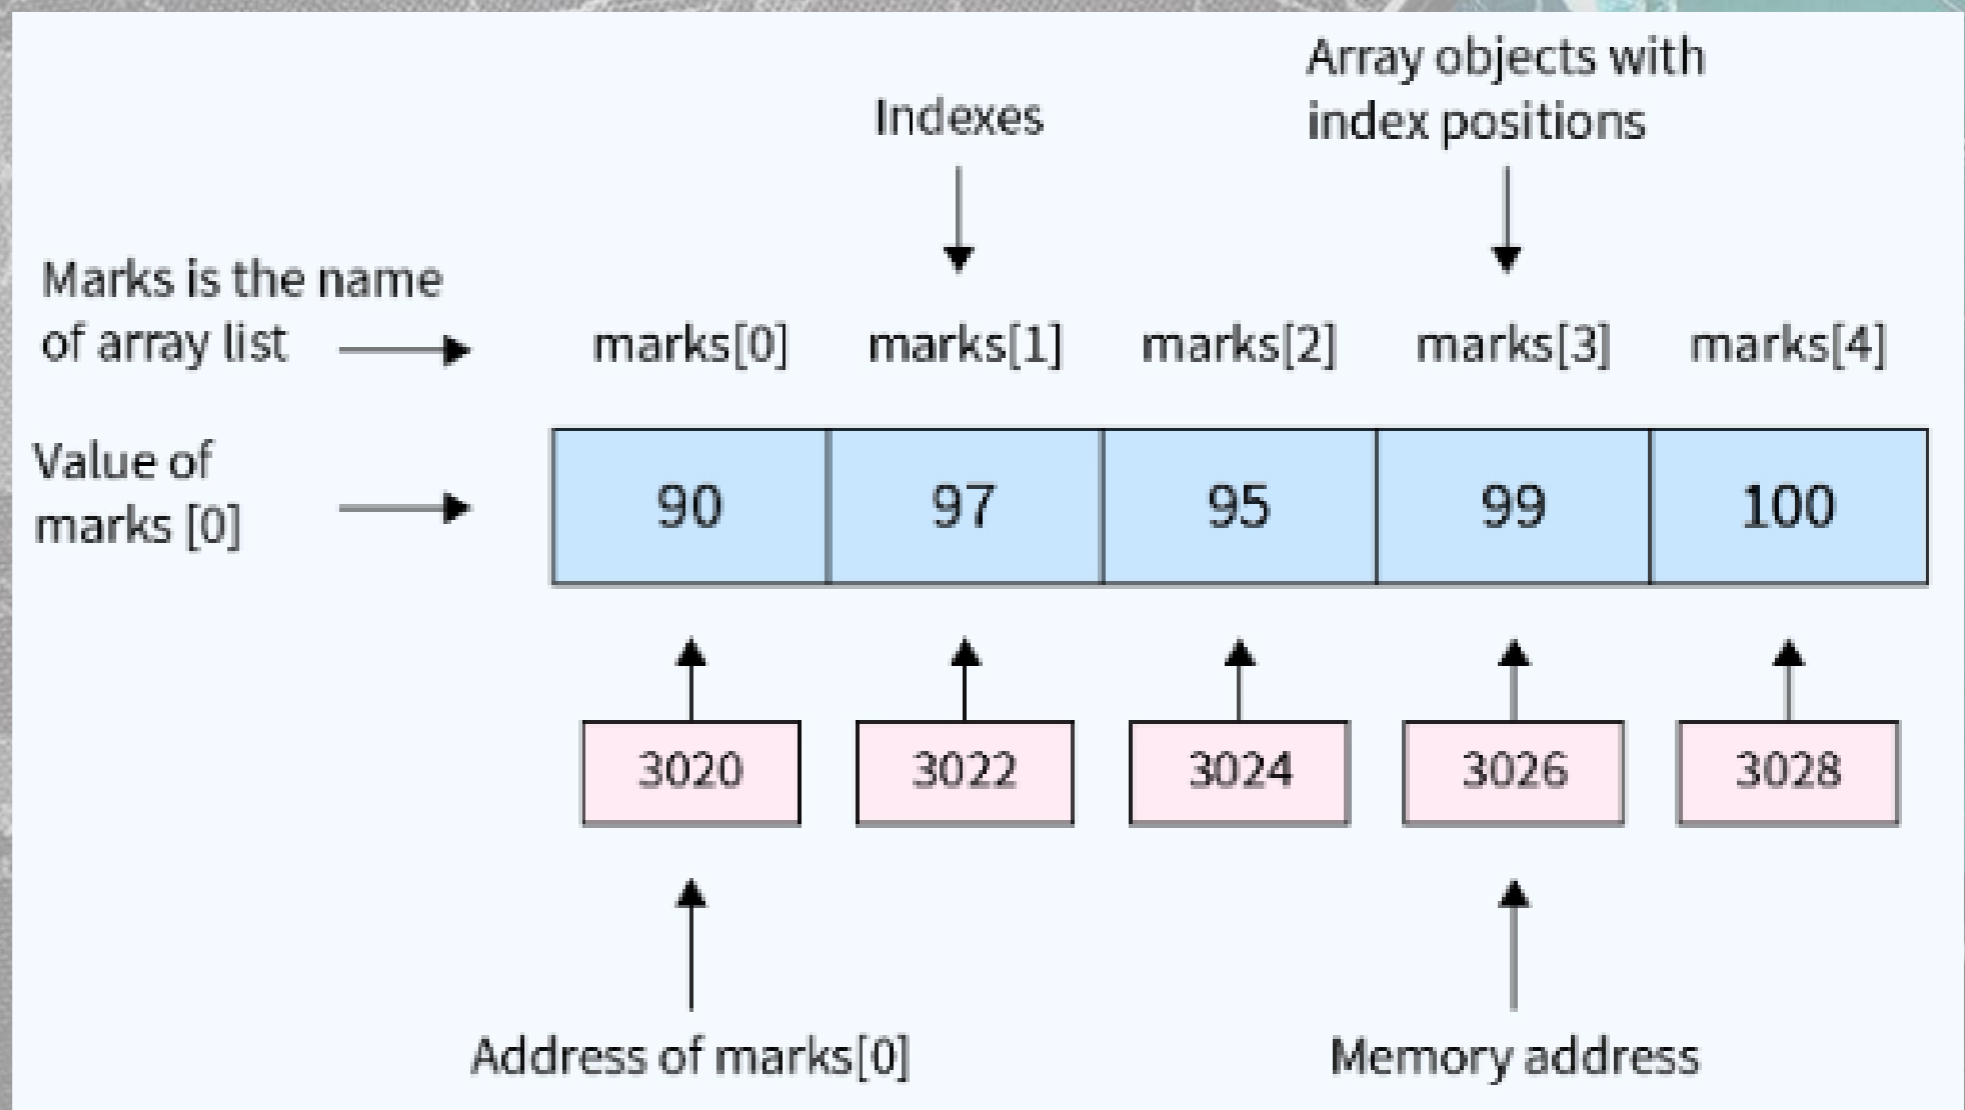 Array objects with
index positions
Indexes
Marks is the name
of array list
marks[0] marks[1] marks[2] marks[3] marks[4]
Value of
marks [0]
90 97 95 99 100
3020 3022 3024 3026 3028
Address of marks[0] Memory address